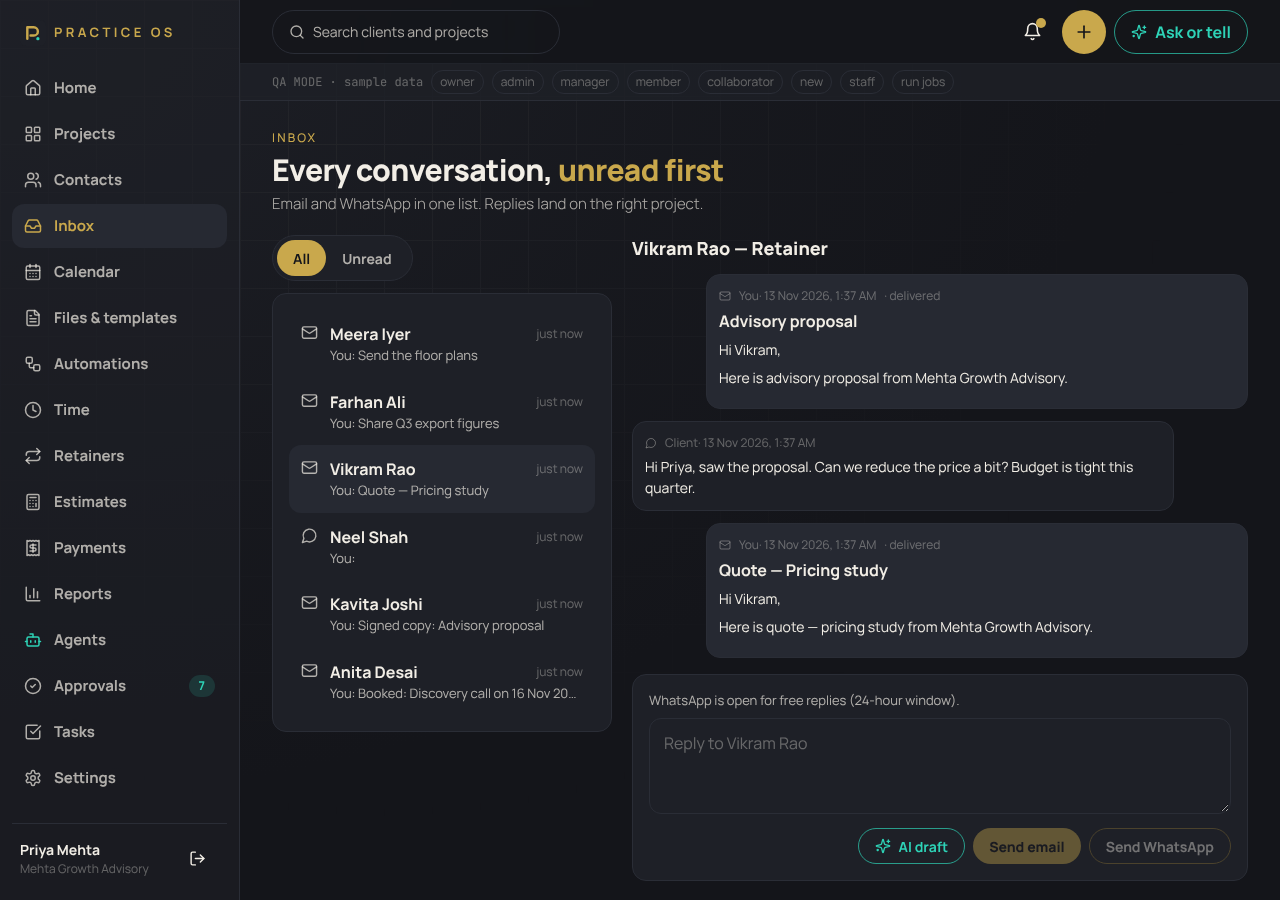 PRACTICE OS
Home
Projects
Contacts
Inbox
Calendar
Files & templates
Automations
Time
Retainers
Estimates
Payments
Reports
Agents
Approvals 7
Tasks
Settings
Priya Mehta
Mehta Growth Advisory
Search clients and projects
Ask or tell
QA MODE · sample data owner admin manager member collaborator new staff run jobs
INBOX
Every conversation, unread first
Email and WhatsApp in one list. Replies land on the right project.
All Unread
Meera Iyer just now
You: Send the floor plans
Farhan Ali just now
You: Share Q3 export figures
Vikram Rao just now
You: Quote — Pricing study
Neel Shah just now
You:
Kavita Joshi just now
You: Signed copy: Advisory proposal
Anita Desai just now
You: Booked: Discovery call on 16 Nov 20...
Vikram Rao — Retainer
You· 13 Nov 2026, 1:37 AM · delivered
Advisory proposal
Hi Vikram,
Here is advisory proposal from Mehta Growth Advisory.
Client· 13 Nov 2026, 1:37 AM
Hi Priya, saw the proposal. Can we reduce the price a bit? Budget is tight this
quarter.
You· 13 Nov 2026, 1:37 AM · delivered
Quote — Pricing study
Hi Vikram,
Here is quote — pricing study from Mehta Growth Advisory.
WhatsApp is open for free replies (24-hour window).
Reply to Vikram Rao
AI draft Send email Send WhatsApp